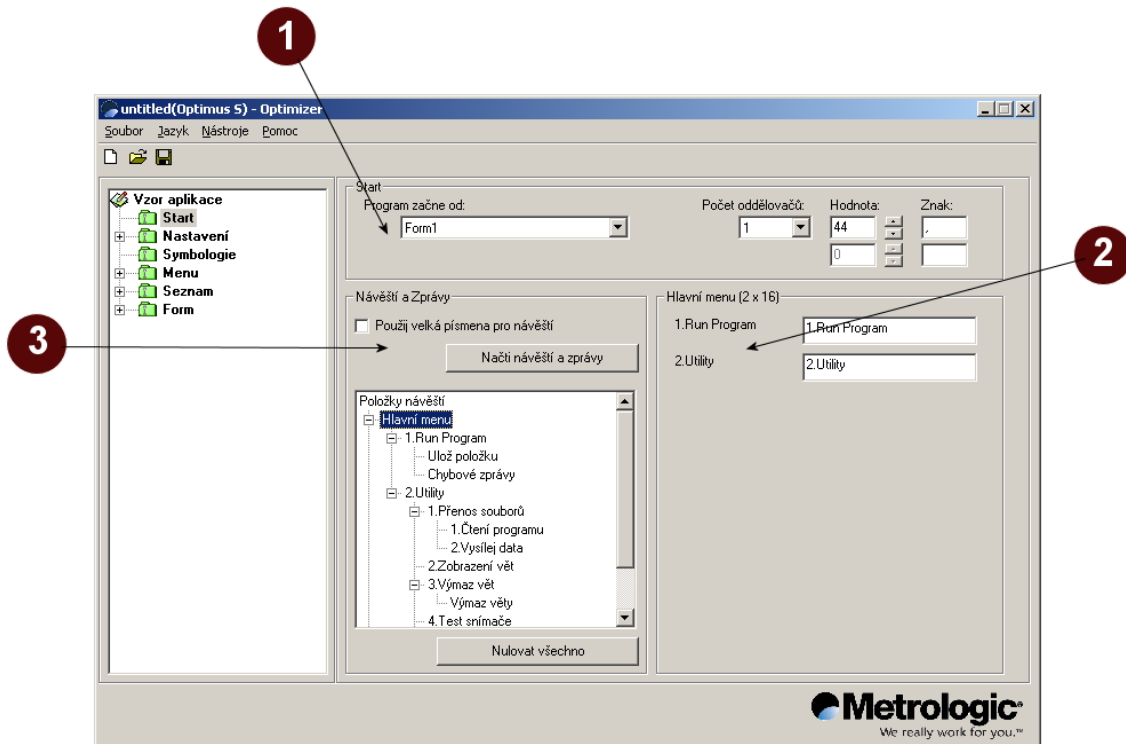 1
untitled(Optimus S) - Optimizer
Soubor Jazyk Nástroje Pomoc
Vzor aplikace
Start
Nastavení
Symbologie
Menu
Seznam
Form
Start
Program začne od:
Form1
Počet oddělovačů:
1
Hodnota:
44
0
Znak:
,
2
3
Návěští a Zprávy
Použij velká písmena pro návěští
Načti návěští a zprávy
Položky návěští
Hlavní menu
1.Run Program
Ulož položku
Chybové zprávy
2.Utility
1.Přenos souborů
1.Čtení programu
2.Vysílej data
2.Zobrazení vět
3.Výmaz vět
Výmaz věty
4.Test snímače
Nulovat všechno
Hlavní menu (2 x 16)
1.Run Program 1.Run Program
2.Utility 2.Utility
Metrologic®
We really work for you.™